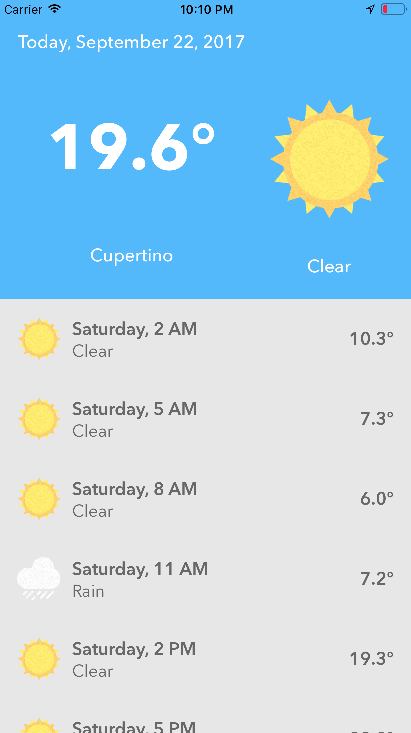 Carrier 10:10 PM
Today, September 22, 2017
19.6°
Cupertino
Clear
Saturday, 2 AM
Clear
10.3°
Saturday, 5 AM
Clear
7.3°
Saturday, 8 AM
Clear
6.0°
Saturday, 11 AM
Rain
7.2°
Saturday, 2 PM
Clear
19.3°
Saturday, 5 PM